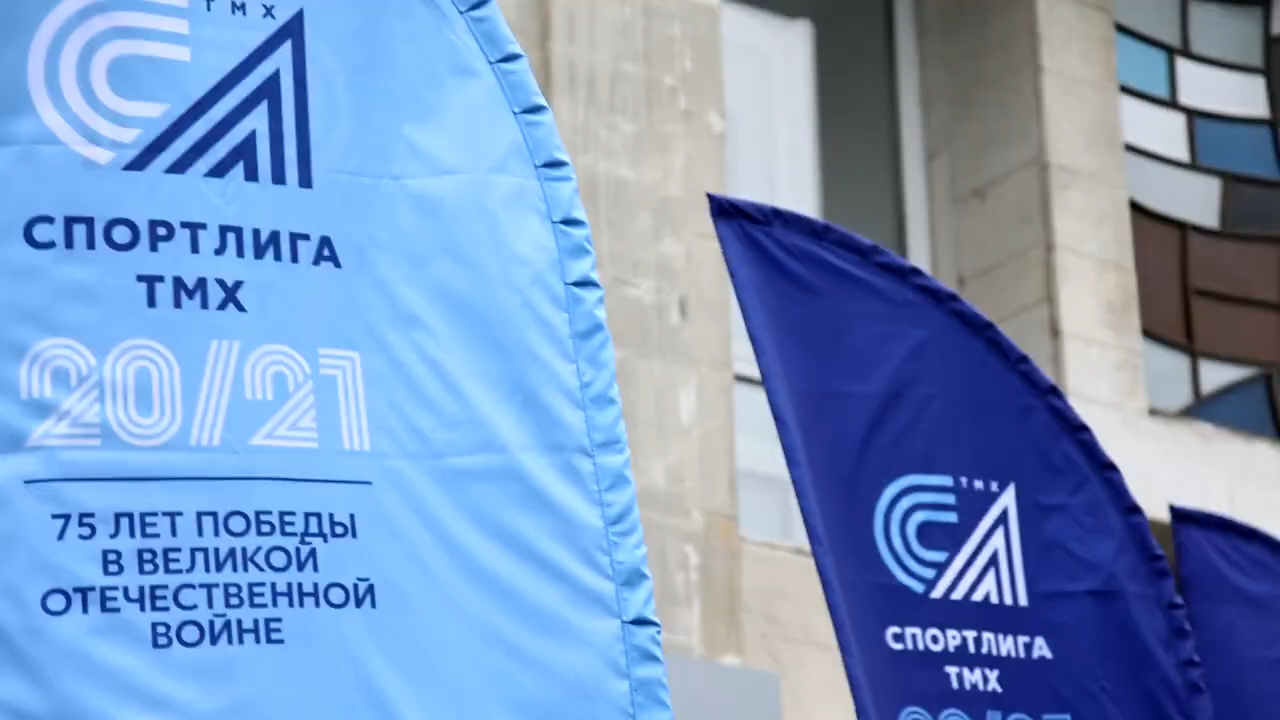 ТМХ
СПОРТЛИГА
ТМХ
20/21
75 ЛЕТ ПОБЕДЫ
В ВЕЛИКОЙ
ОТЕЧЕСТВЕННОЙ
ВОЙНЕ
ТМХ
СПОРТЛИГА
ТМХ